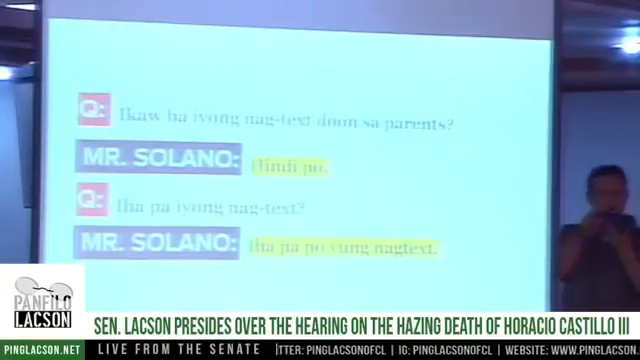 Q: Ikaw ba iyong nag-text doon sa parents?
MR. SOLANO: Hindi po.
Q: Iba pa iyong nag-text?
MR. SOLANO: Iba pa po yung nagtext.
PANFILO
LACSON
SEN. LACSON PRESIDES OVER THE HEARING ON THE HAZING DEATH OF HORACIO CASTILLO III
PINGLACSON.NET LIVE FROM THE SENATE ITTER: PINGLACSONOFCL | IG: PINGLACSONOFCL | WEBSITE: WWW.PING